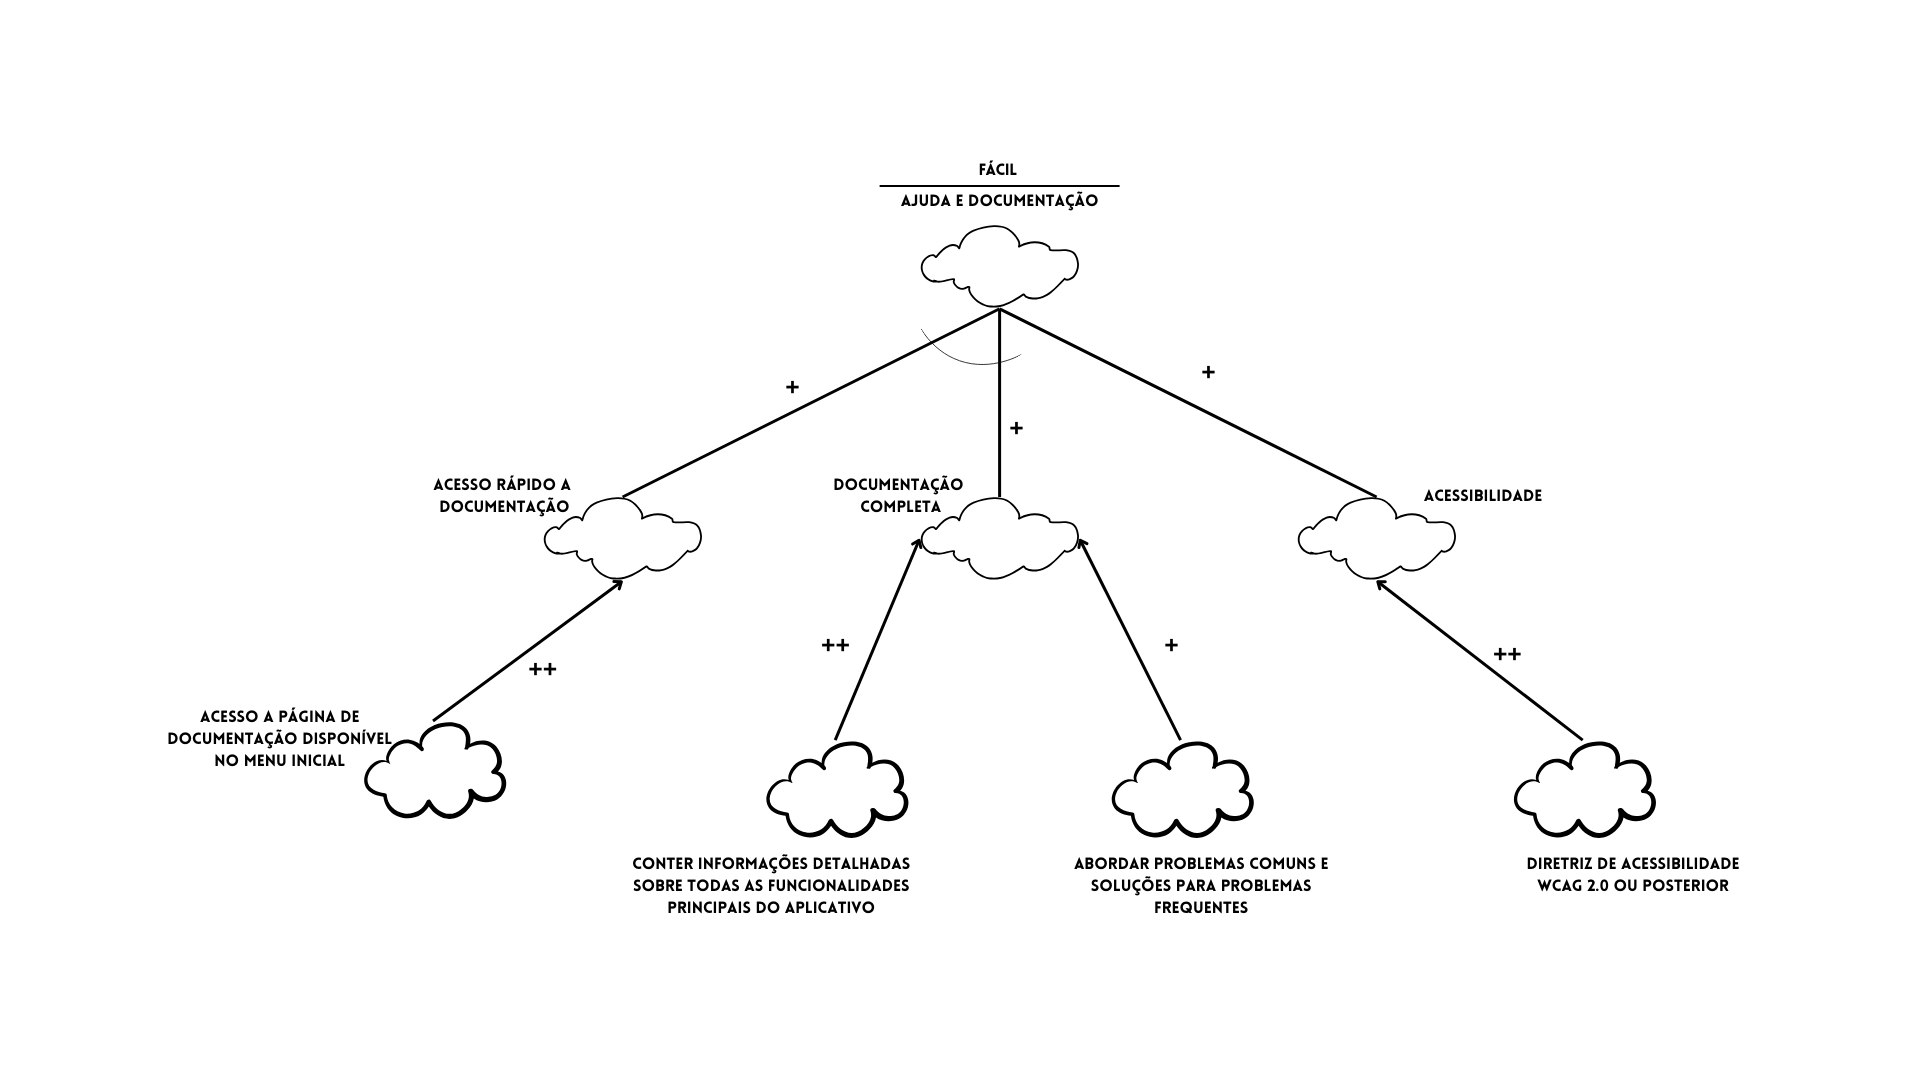 FÁCIL
AJUDA E DOCUMENTAÇÃO
+
+
+
ACESSO RÁPIDO A
DOCUMENTAÇÃO
DOCUMENTAÇÃO
COMPLETA
ACESSIBILIDADE
++
++
+
++
ACESSO A PÁGINA DE
DOCUMENTAÇÃO DISPONÍVEL
NO MENU INICIAL
CONTER INFORMAÇÕES DETALHADAS
SOBRE TODAS AS FUNCIONALIDADES
PRINCIPAIS DO APLICATIVO
ABORDAR PROBLEMAS COMUNS E
SOLUÇÕES PARA PROBLEMAS
FREQUENTES
DIRETRIZ DE ACESSIBILIDADE
WCAG 2.0 OU POSTERIOR